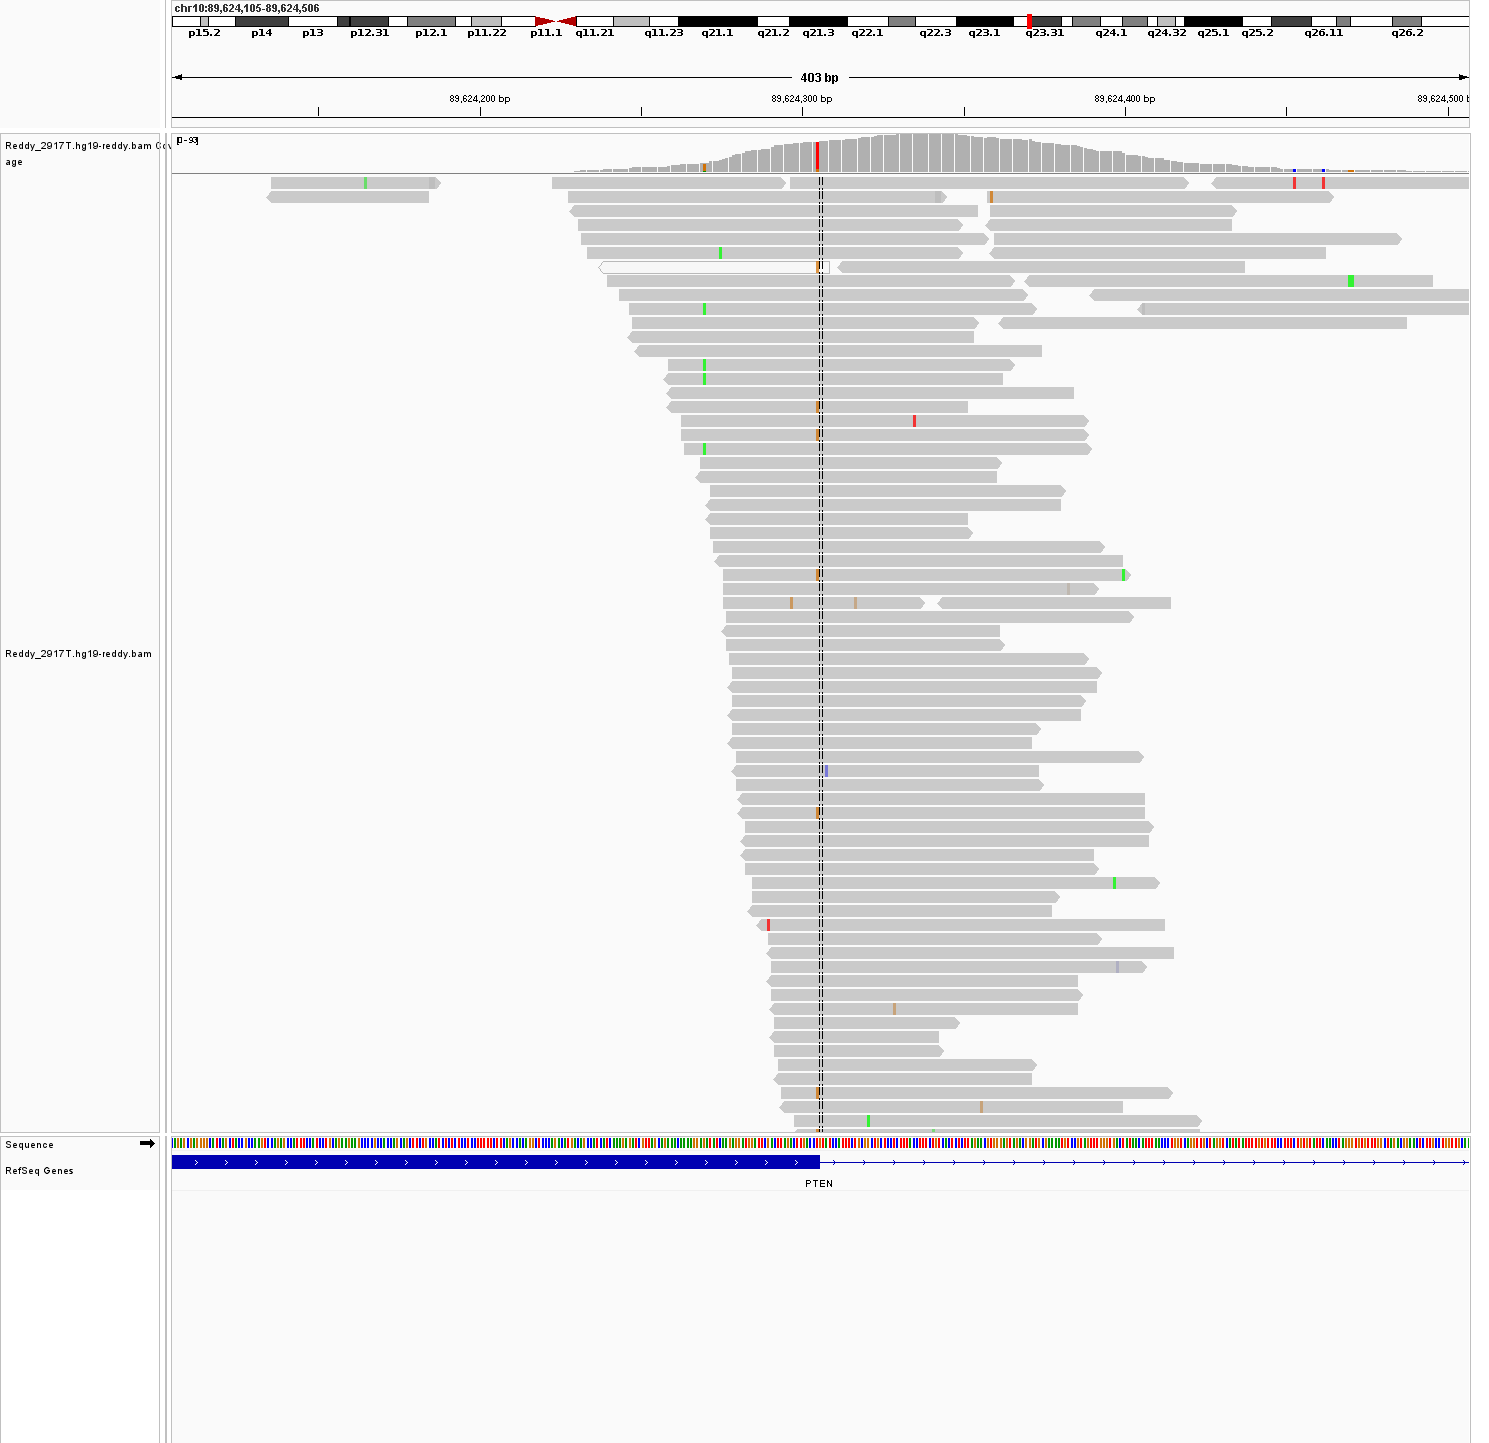 chr10:89,624,105-89,624,506
p15.2 p14 p13 p12.31 p12.1 p11.22 p11.1 q11.21 q11.23 q21.1 q21.2 q21.3 q22.1 q22.3 q23.1 q23.31 q24.1 q24.32 q25.1 q25.2 q26.11 q26.2
403 bp
89,624,200 bp 89,624,300 bp 89,624,400 bp 89,624,500 b
Reddy_2917T.hg19-reddy.bam Cov
age
[0-93]
Reddy_2917T.hg19-reddy.bam
Sequence
RefSeq Genes
PTEN